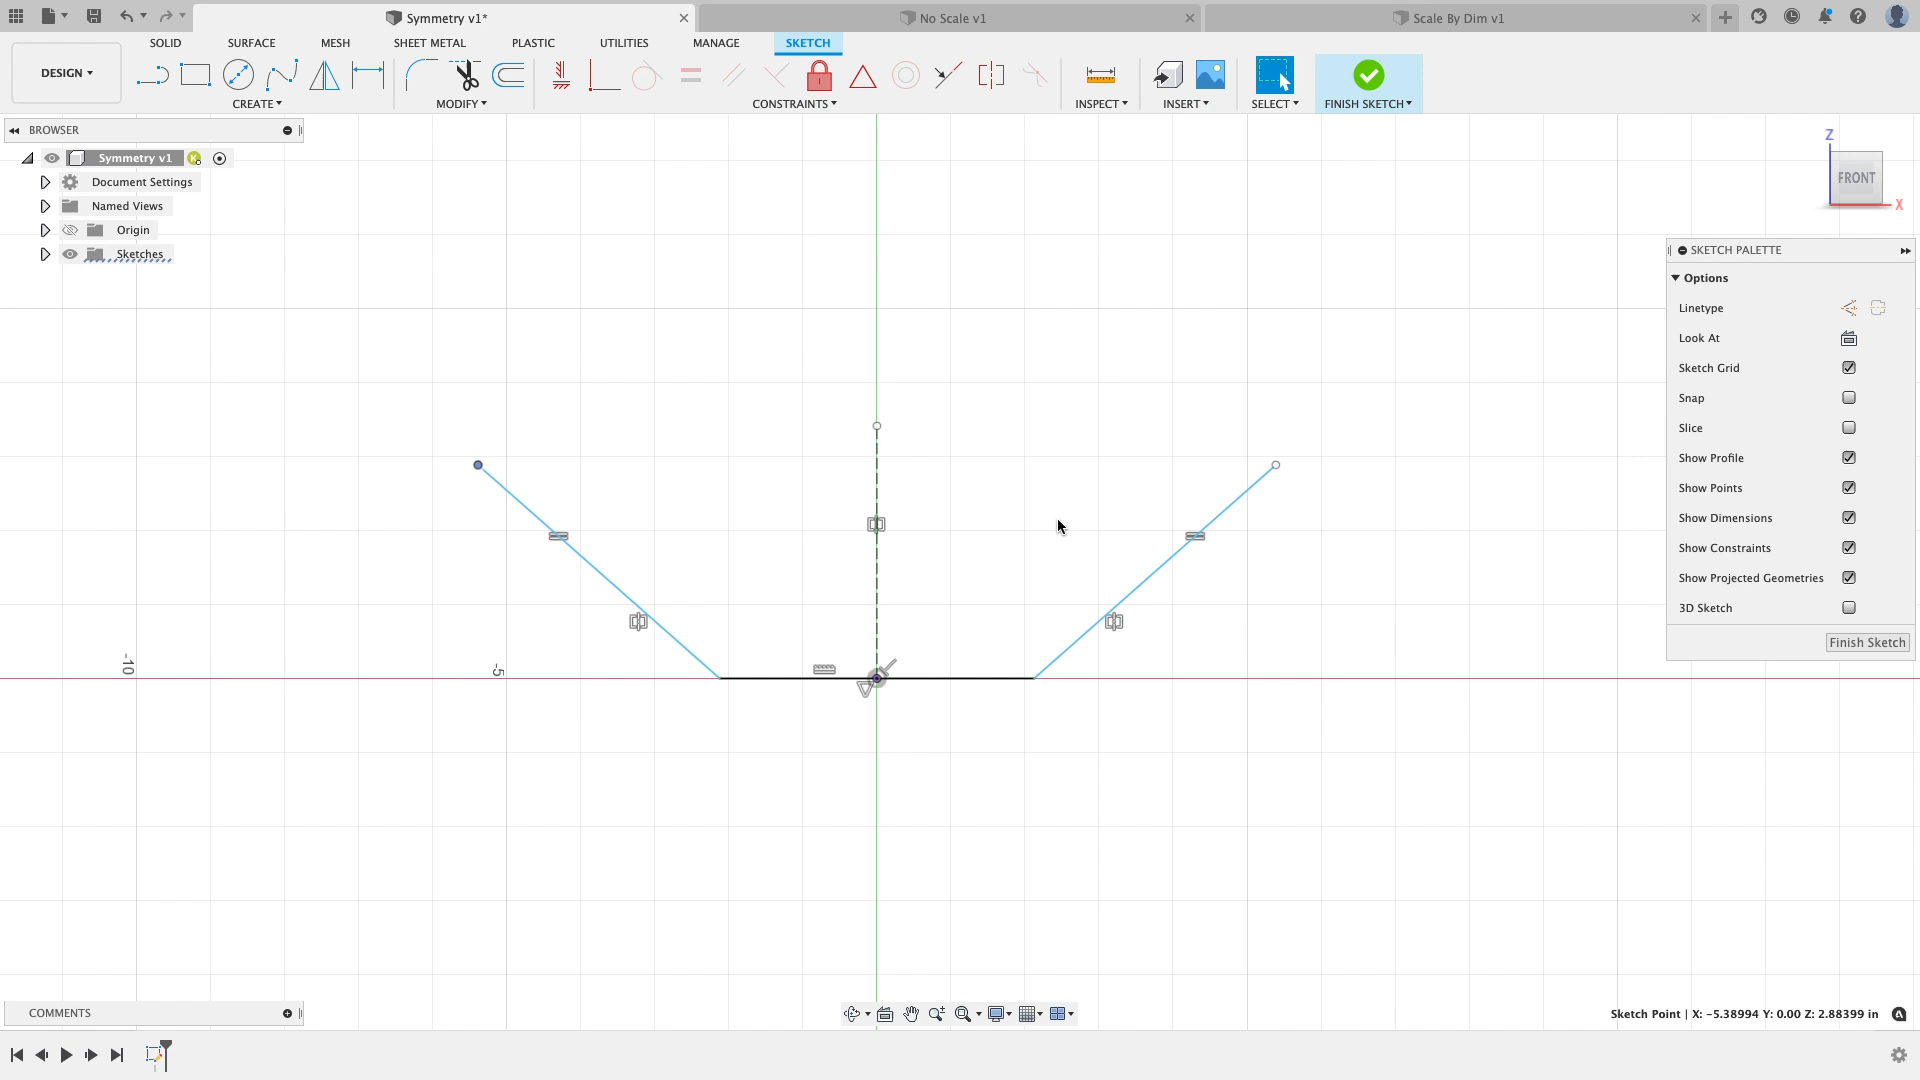 Symmetry v1*
No Scale v1
Scale By Dim v1
DESIGN
SOLID
SURFACE
MESH
SHEET METAL
PLASTIC
UTILITIES
MANAGE
SKETCH
CREATE
MODIFY
CONSTRAINTS
INSPECT
INSERT
SELECT
FINISH SKETCH
BROWSER
Symmetry v1
Document Settings
Named Views
Origin
Sketches
Z
FRONT
X
SKETCH PALETTE
Options
Linetype
Look At
Sketch Grid
Snap
Slice
Show Profile
Show Points
Show Dimensions
Show Constraints
Show Projected Geometries
3D Sketch
Finish Sketch
-10
-5
COMMENTS
Sketch Point | X: -5.38994 Y: 0.00 Z: 2.88399 in